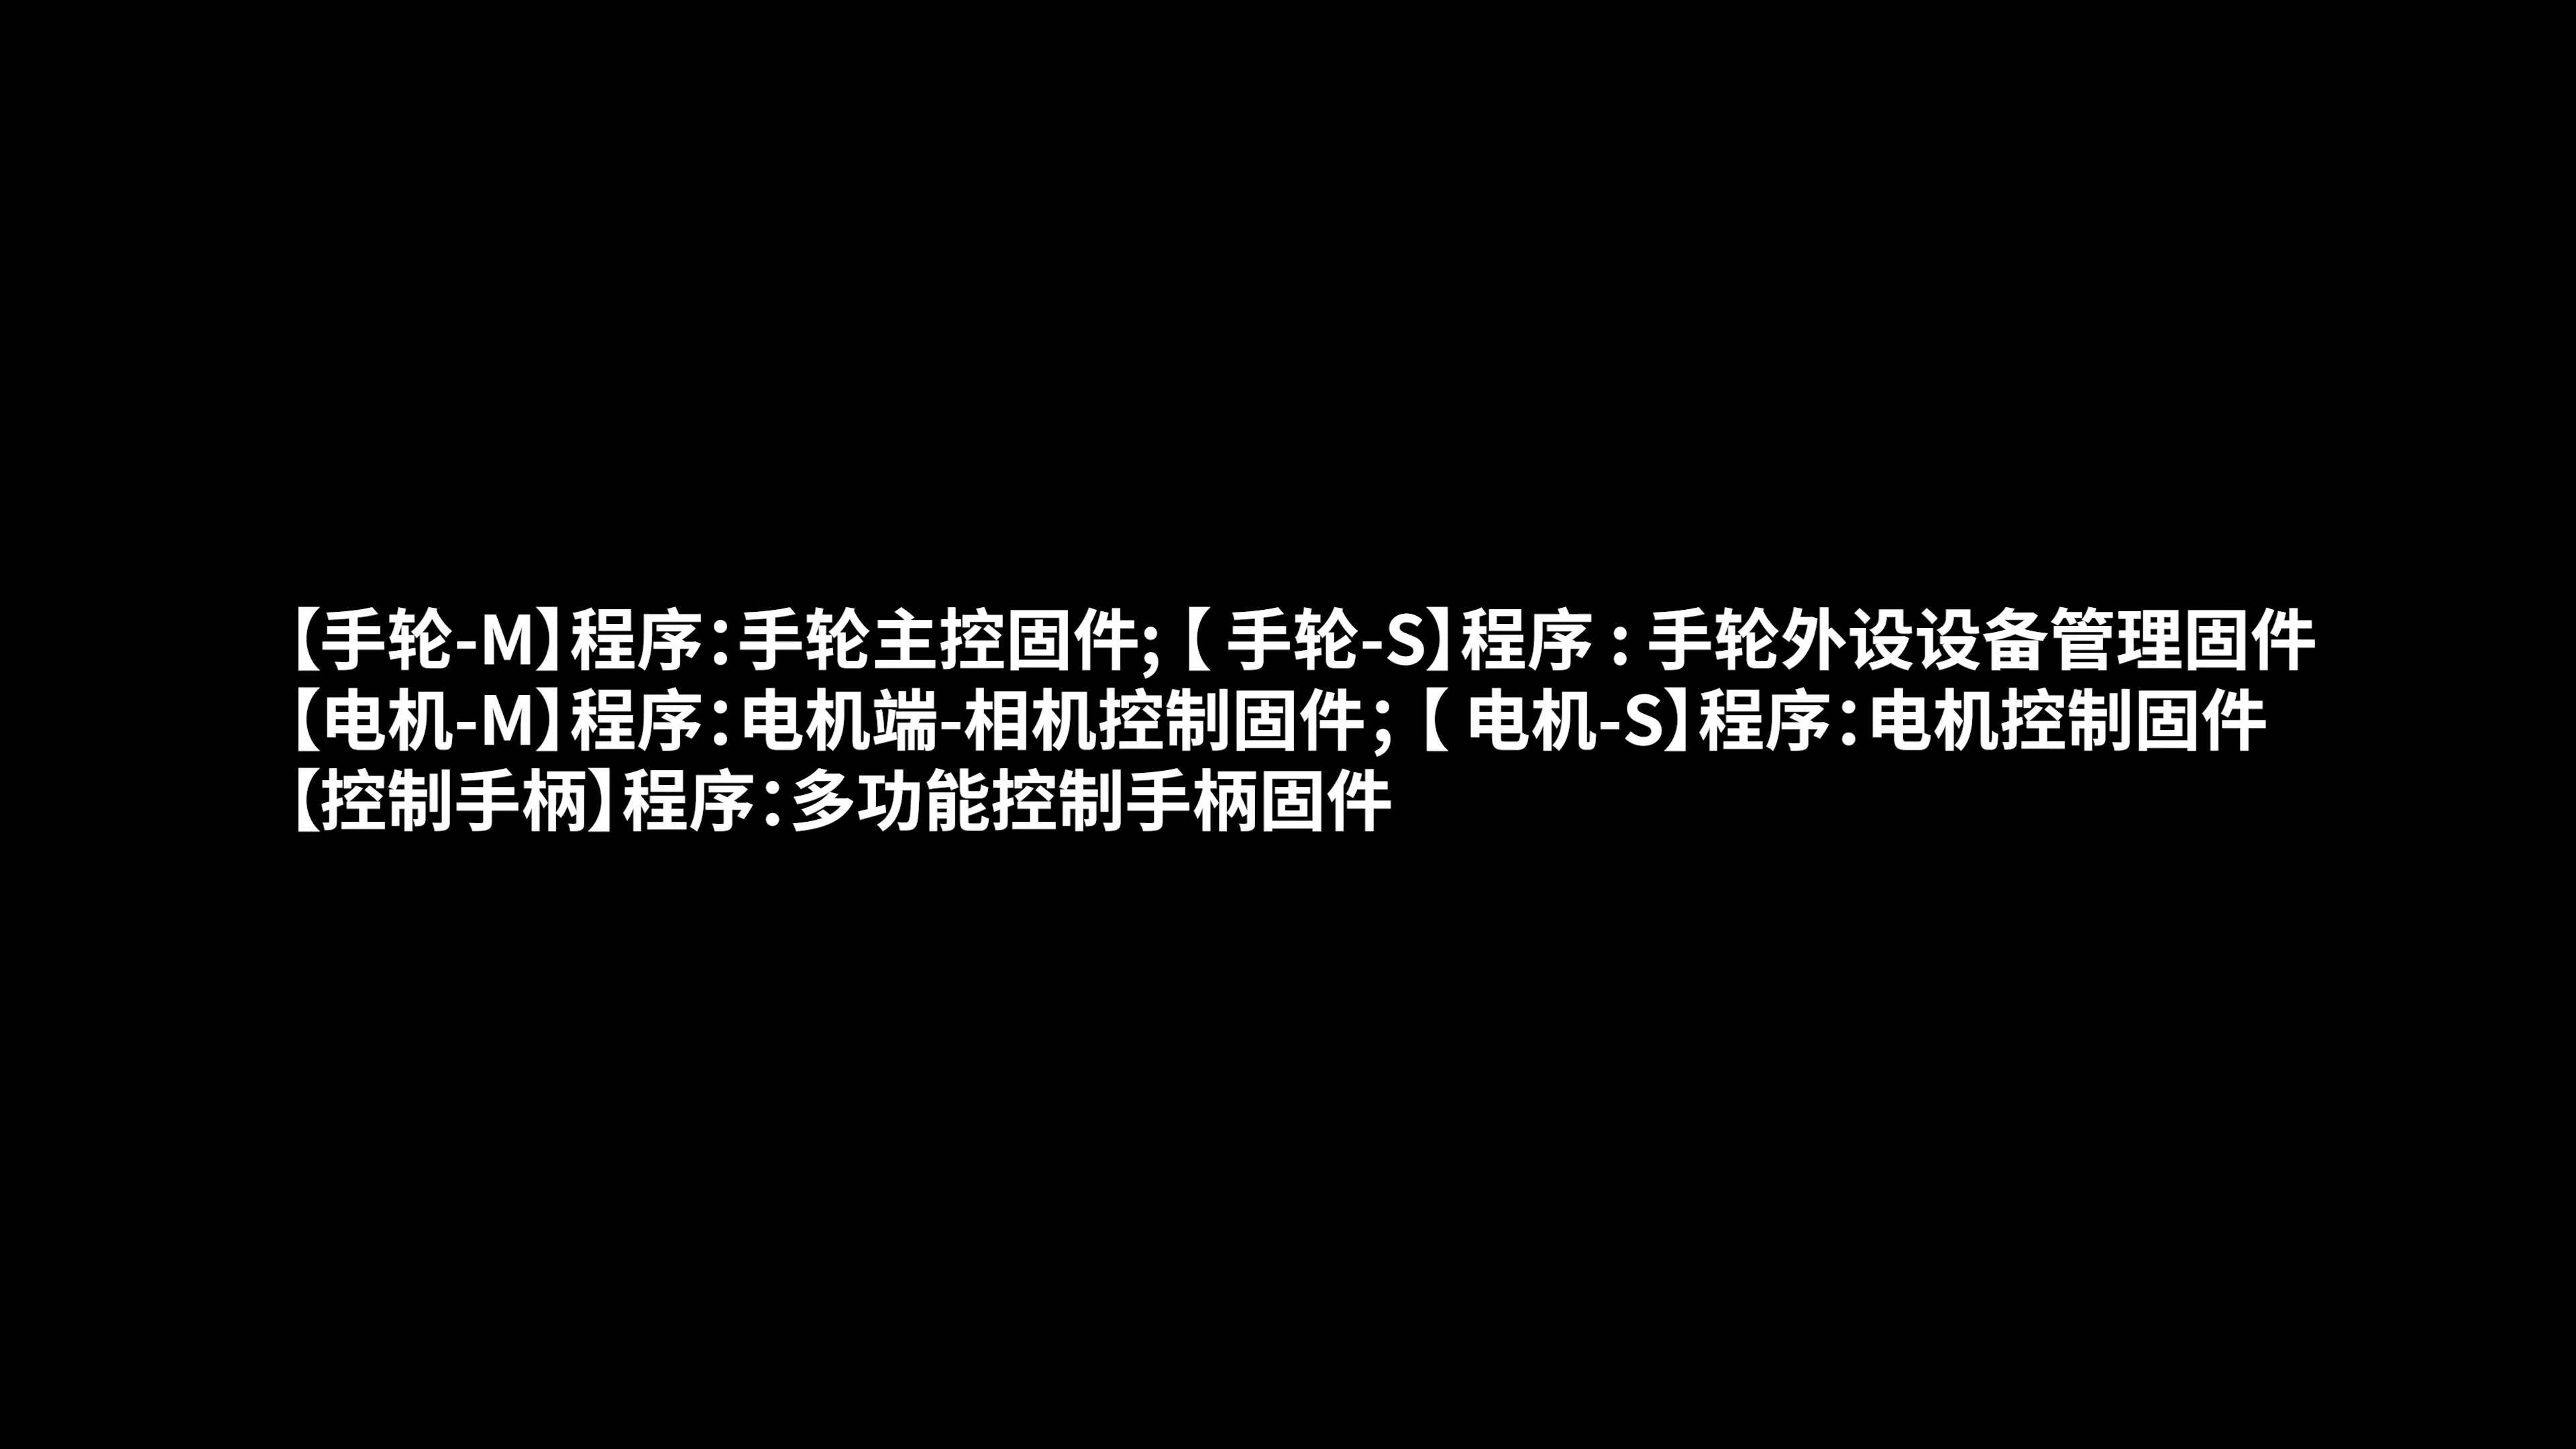 【手轮-M】程序：手轮主控固件；【 手轮-S】程序 : 手轮外设设备管理固件
【电机-M】程序：电机端-相机控制固件；【 电机-S】程序：电机控制固件
【控制手柄】程序：多功能控制手柄固件